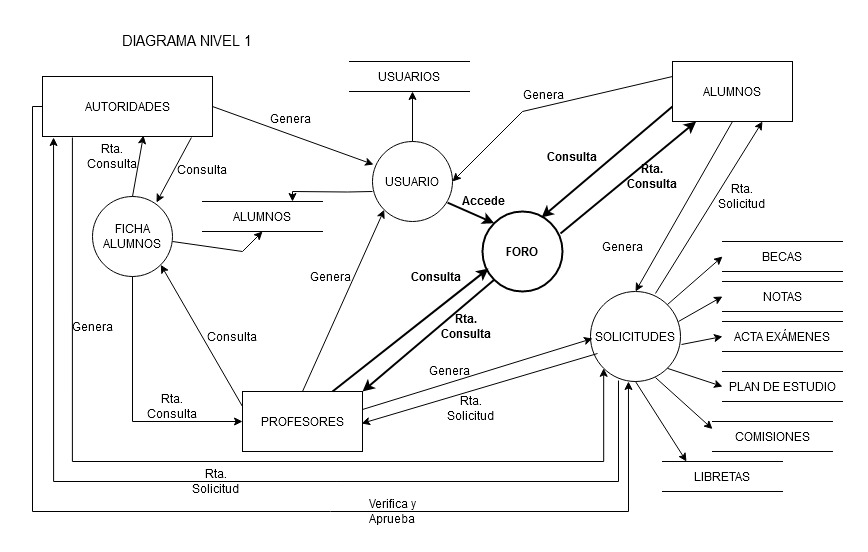 DIAGRAMA NIVEL 1
USUARIOS
AUTORIDADES
ALUMNOS
Genera
Genera
Rta.
Consulta
Consulta
Consulta
Rta.
Consulta
USUARIO
Accede
Rta.
Solicitud
ALUMNOS
FICHA
ALUMNOS
FORO
Genera
BECAS
Genera
Consulta
NOTAS
Genera
Consulta
Rta.
Consulta
SOLICITUDES
ACTA EXÁMENES
Genera
PLAN DE ESTUDIO
Rta.
Consulta
Rta.
Solicitud
PROFESORES
COMISIONES
Rta.
Solicitud
LIBRETAS
Verifica y
Aprueba